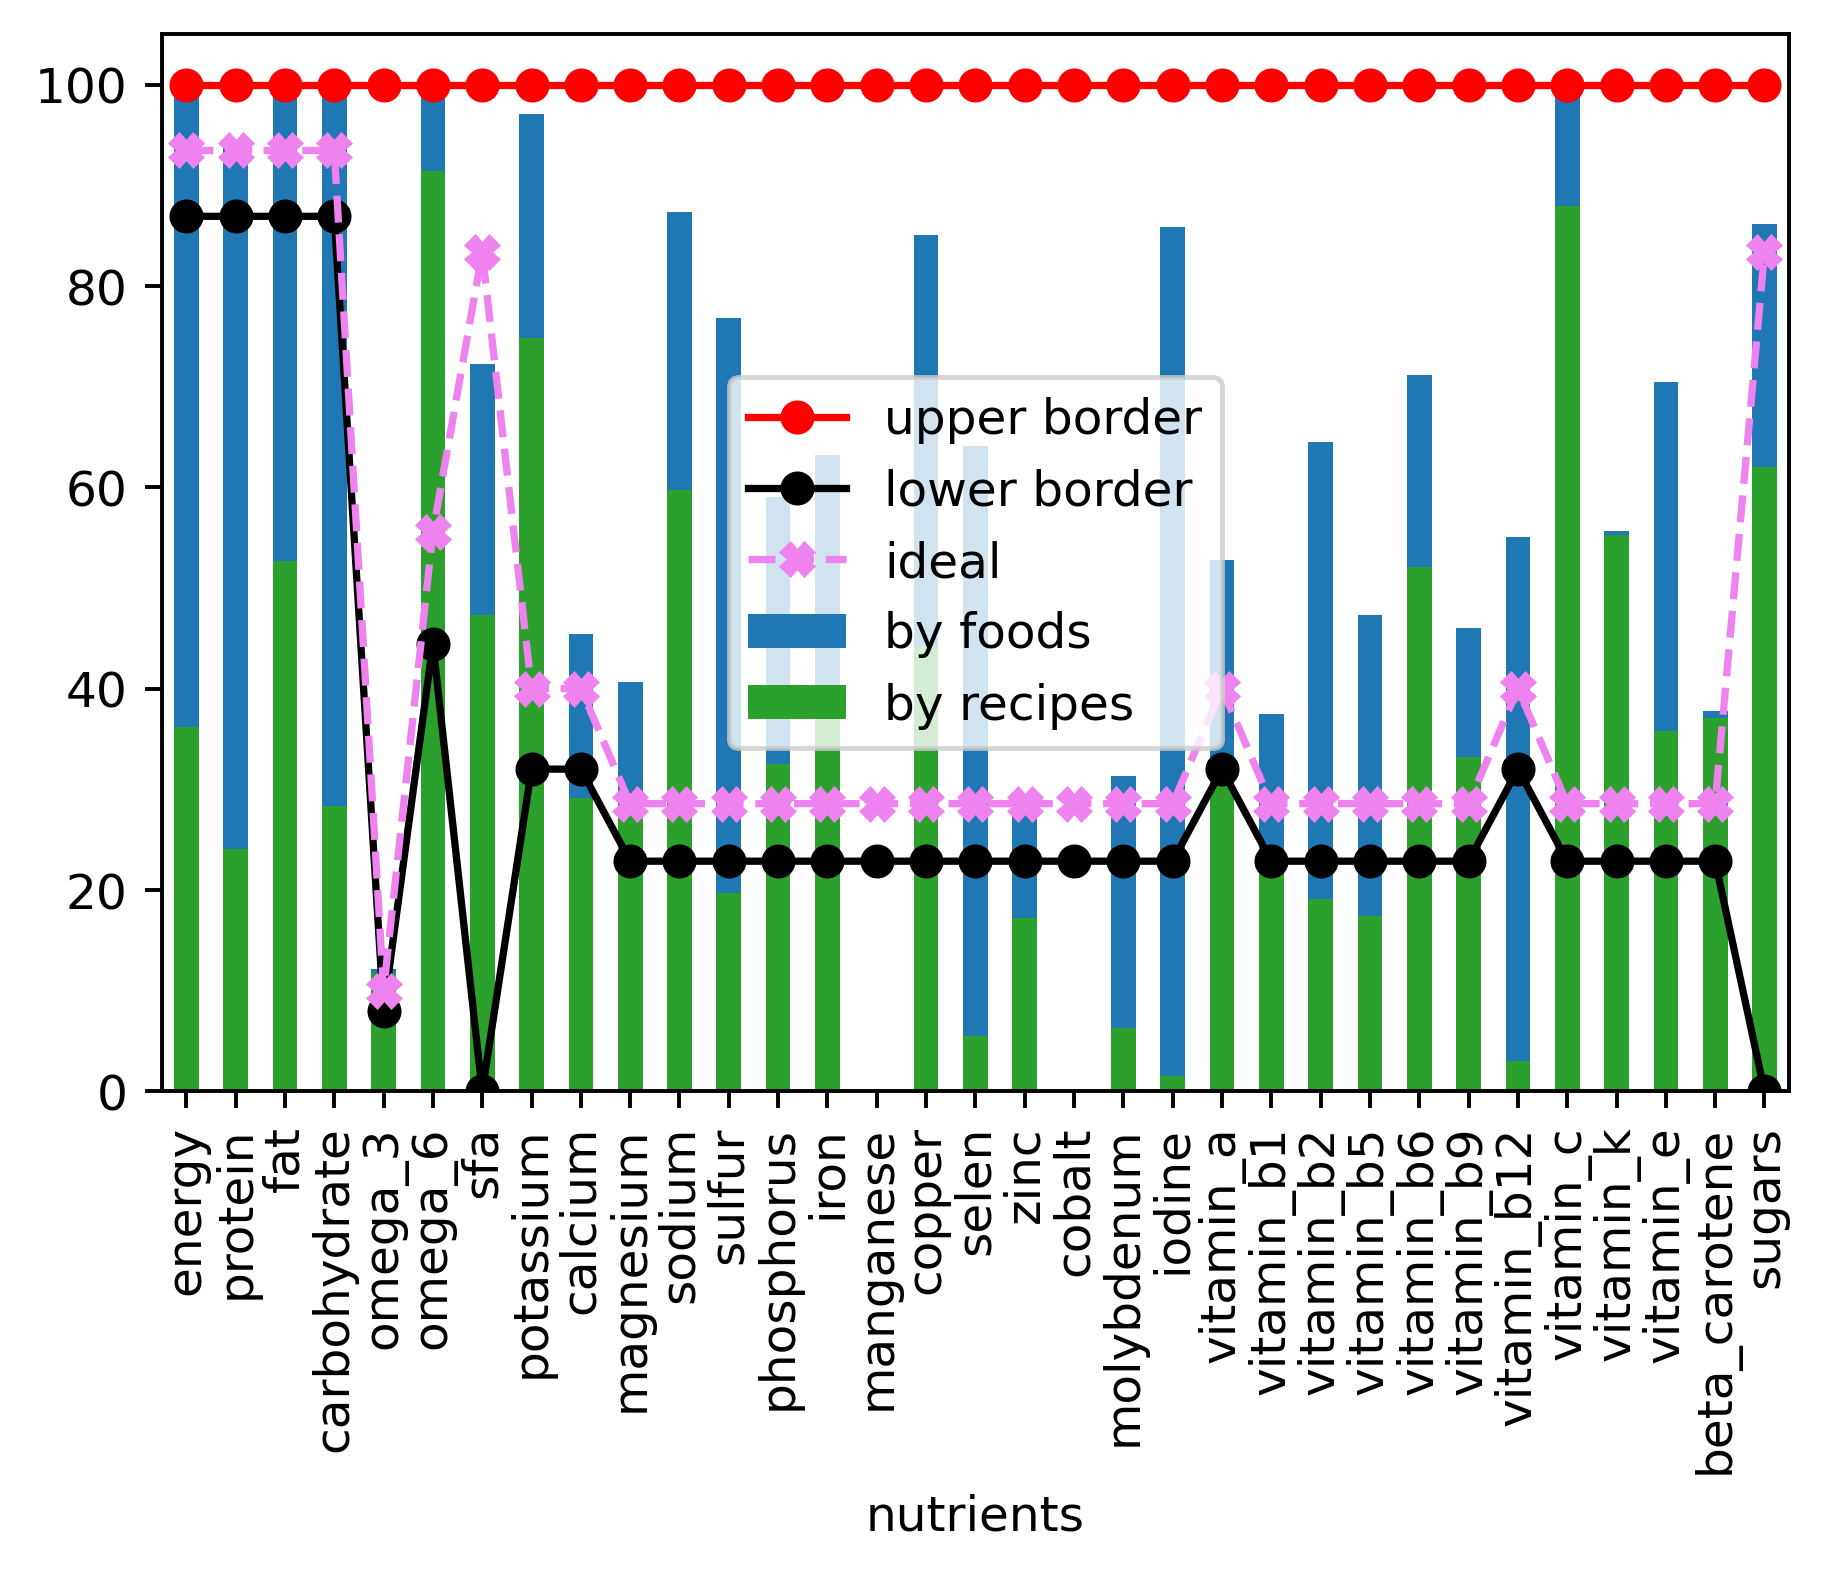 100
80
60
40
20
0
upper border
lower border
ideal
by foods
by recipes
energy
protein
fat
carbohydrate
omega_3
omega_6
sfa
potassium
calcium
magnesium
sodium
sulfur
phosphorus
iron
manganese
copper
selen
zinc
cobalt
molybdenum
iodine
vitamin_a
vitamin_b1
vitamin_b2
vitamin_b5
vitamin_b6
vitamin_b9
vitamin_b12
vitamin_c
vitamin_k
vitamin_e
beta_carotene
sugars
nutrients